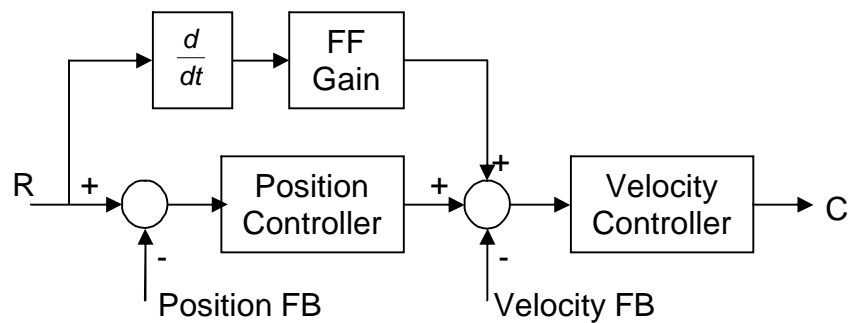 d
dt
FF
Gain
+
R
+
Position
Controller
+
Velocity
Controller
C
-
-
Position FB
Velocity FB